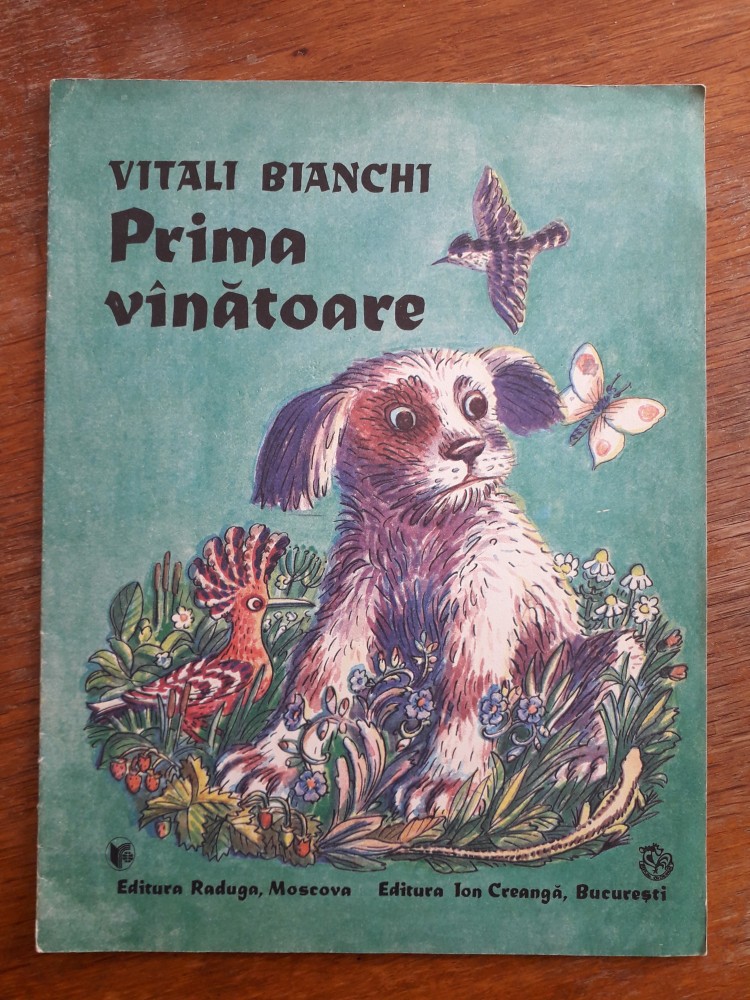 VITALI BIANCHI
Prima
vînătoare
Editura Raduga, Moscova Editura Ion Creangă, București